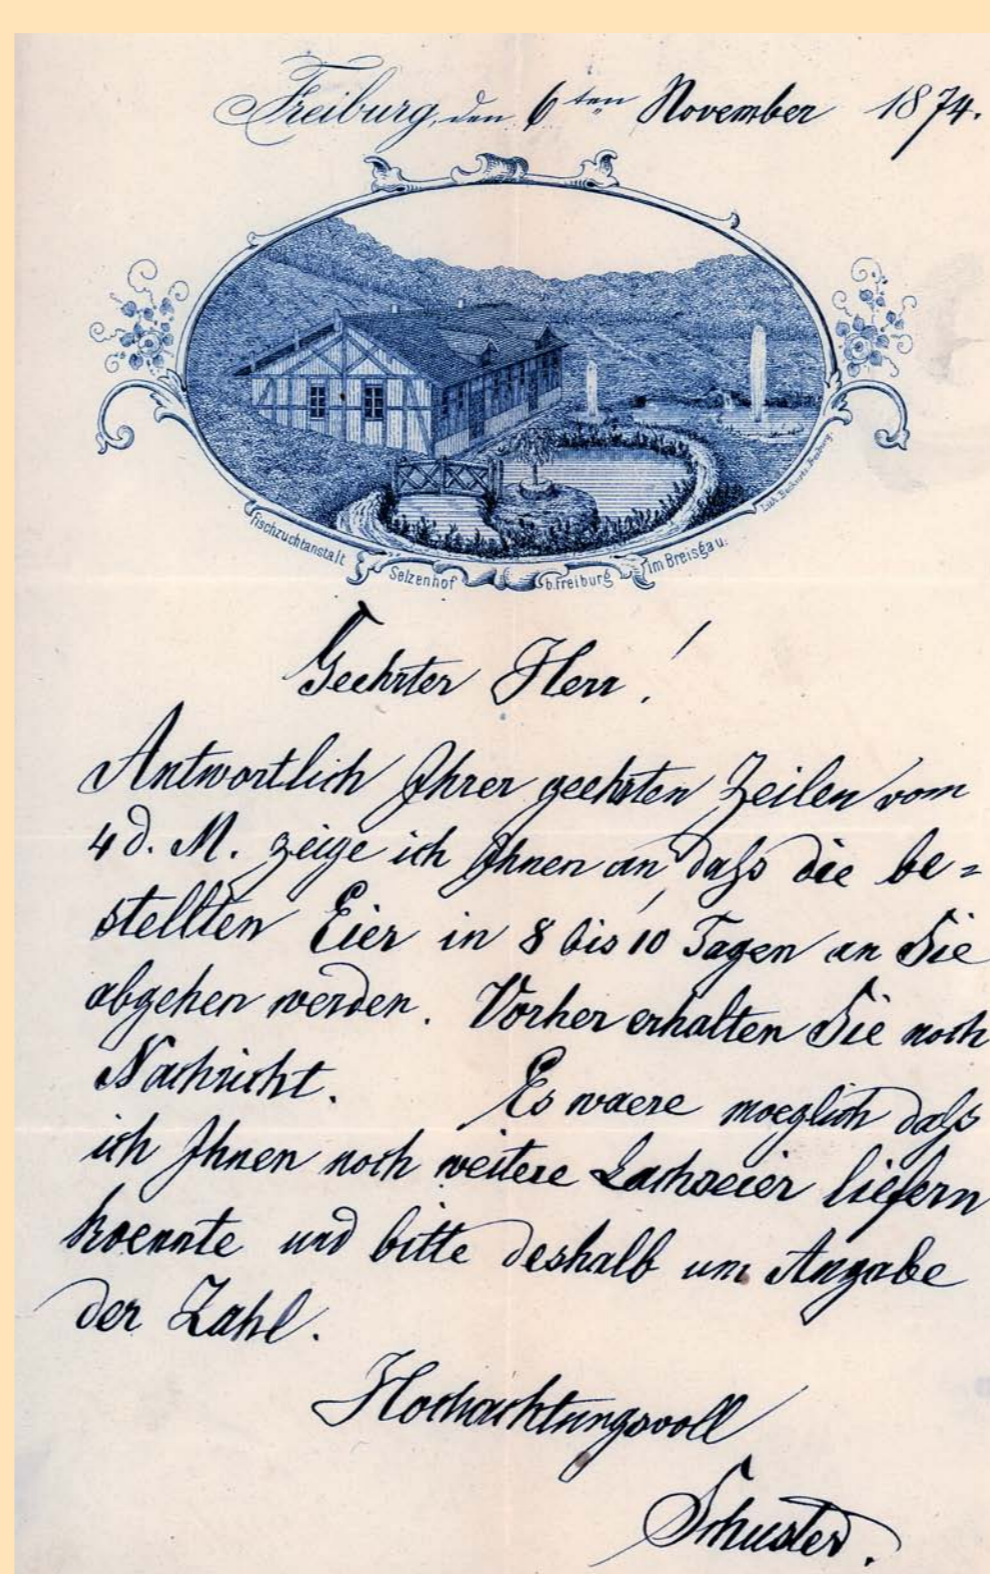 Freiburg, den 6ten November 1874.
Fischzuchtanstalt Selzenhof b. Freiburg im Breisgau.
Lith. Freiburg.
Geehrter Herr!
Antwortlich Ihrer geehrten Zeilen vom
4 d. M. zeige ich Ihnen an, daſs die be=
stellten Eier in 8 bis 10 Tagen an Sie
abgehen werden. Vorher erhalten Sie noch
Nachricht. Es waere moeglich daſs
ich Ihnen noch weitere Lachseier liefern
koennte und bitte deshalb um Angabe
der Zahl.
Hochachtungsvoll
Schuster.